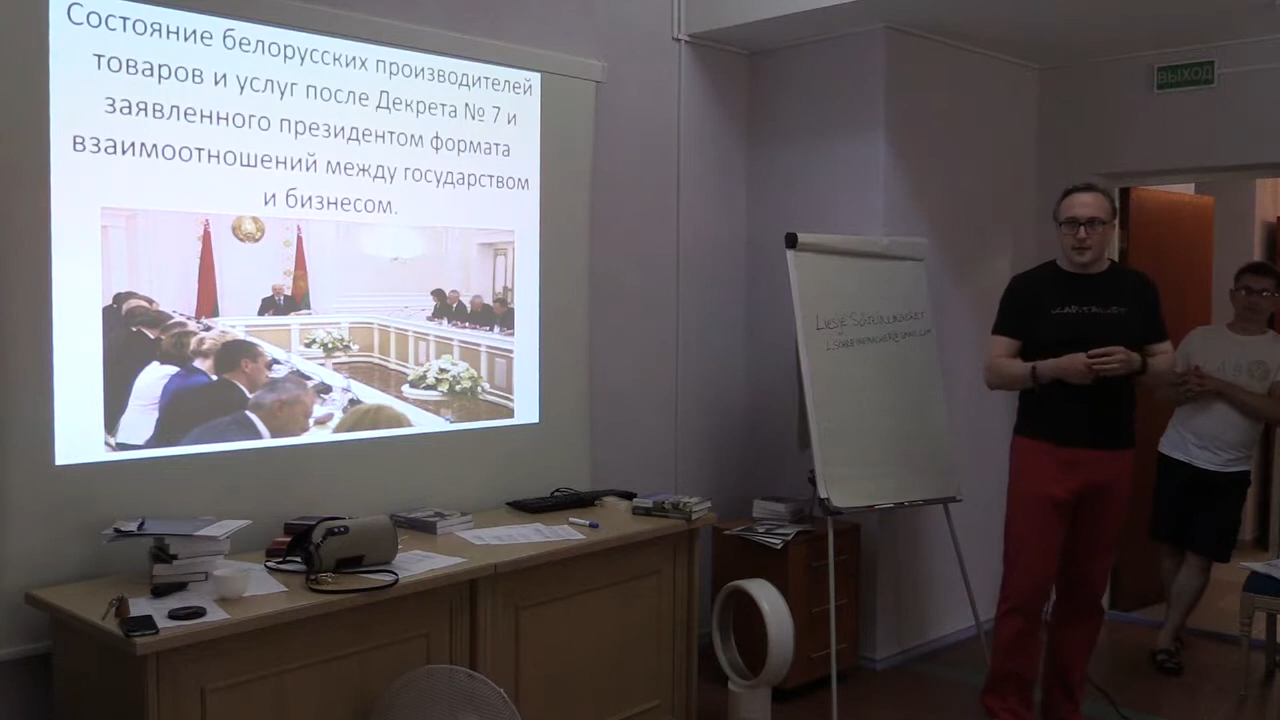 Состояние белорусских производителей
товаров и услуг после Декрета № 7 и
заявленного президентом формата
взаимоотношений между государством
и бизнесом.
ВЫХОД